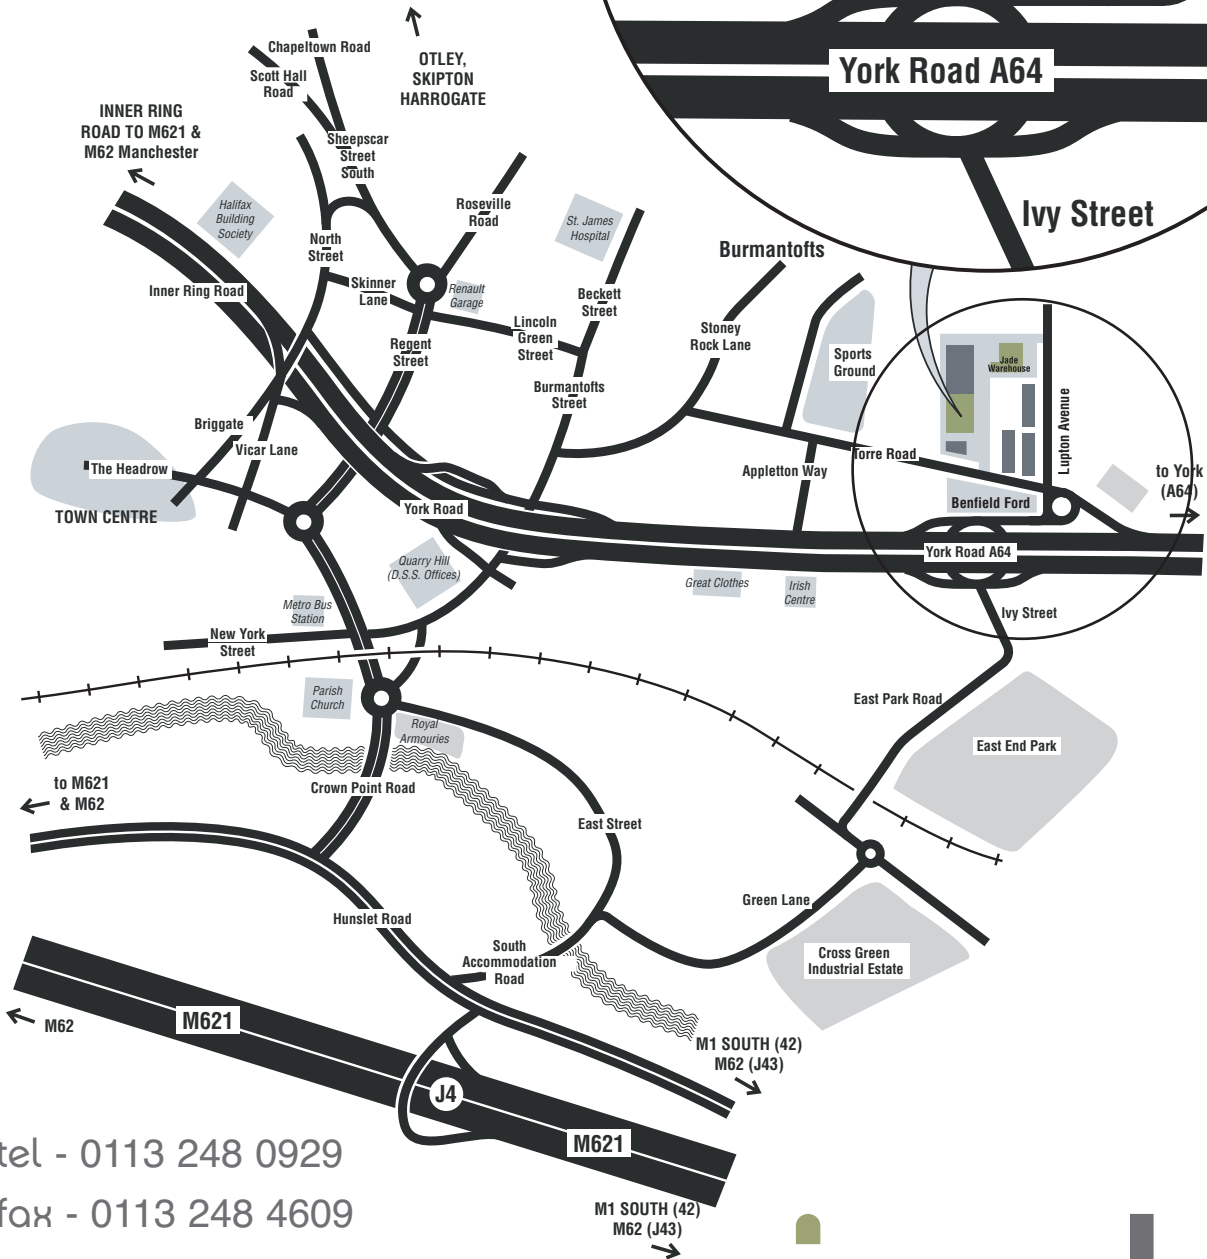 Chapeltown Road
Scott Hall
Road
OTLEY,
SKIPTON
HARROGATE
York Road A64
INNER RING
ROAD TO M621 &
M62 Manchester
Sheepscar
Street
South
Halifax
Building
Society
Roseville
Road
St. James
Hospital
Ivy Street
North
Street
Burmantofts
Inner Ring Road
Skinner
Lane
Renault
Garage
Beckett
Street
Lincoln
Green
Street
Stoney
Rock Lane
Regent
Street
Sports
Ground
Jade
Warehouse
Burmantofts
Street
Lupton Avenue
Briggate
Vicar Lane
The Headrow
Appletton Way
Torre Road
to York
(A64)
TOWN CENTRE
York Road
Benfield Ford
York Road A64
Quarry Hill
(D.S.S. Offices)
Great Clothes
Irish
Centre
Metro Bus
Station
Ivy Street
New York
Street
Parish
Church
East Park Road
Royal
Armouries
East End Park
to M621
& M62
Crown Point Road
East Street
Green Lane
Hunslet Road
South
Accommodation
Road
Cross Green
Industrial Estate
M62
M621
M1 SOUTH (42)
M62 (J43)
J4
M621
tel - 0113 248 0929
fax - 0113 248 4609
M1 SOUTH (42)
M62 (J43)